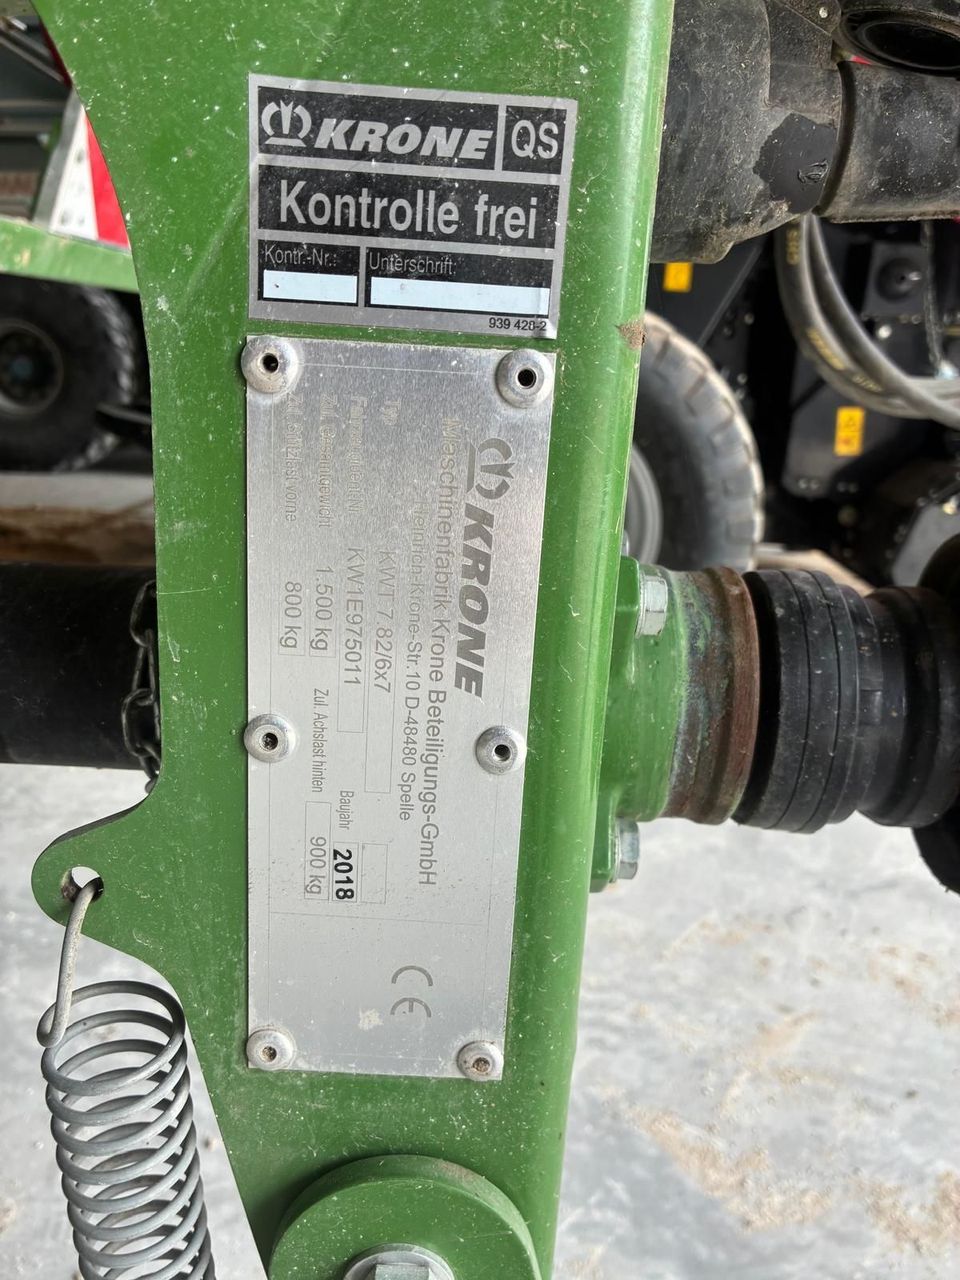 KRONE QS
Kontrolle frei
Kontr.-Nr.: Unterschrift:
939 428-2
KRONE
Maschinenfabrik Krone Beteiligungs-GmbH
Heinrich-Krone-Str.10 D-48480 Spelle
Typ KWT 7.82/6x7
Fahrzeugident.Nr. KW1E975011 Baujahr 2018
zul. Gesamtgewicht 1.500 kg Zul. Achslast hinten 900 kg
zul. Stützlast vorne 800 kg
CE